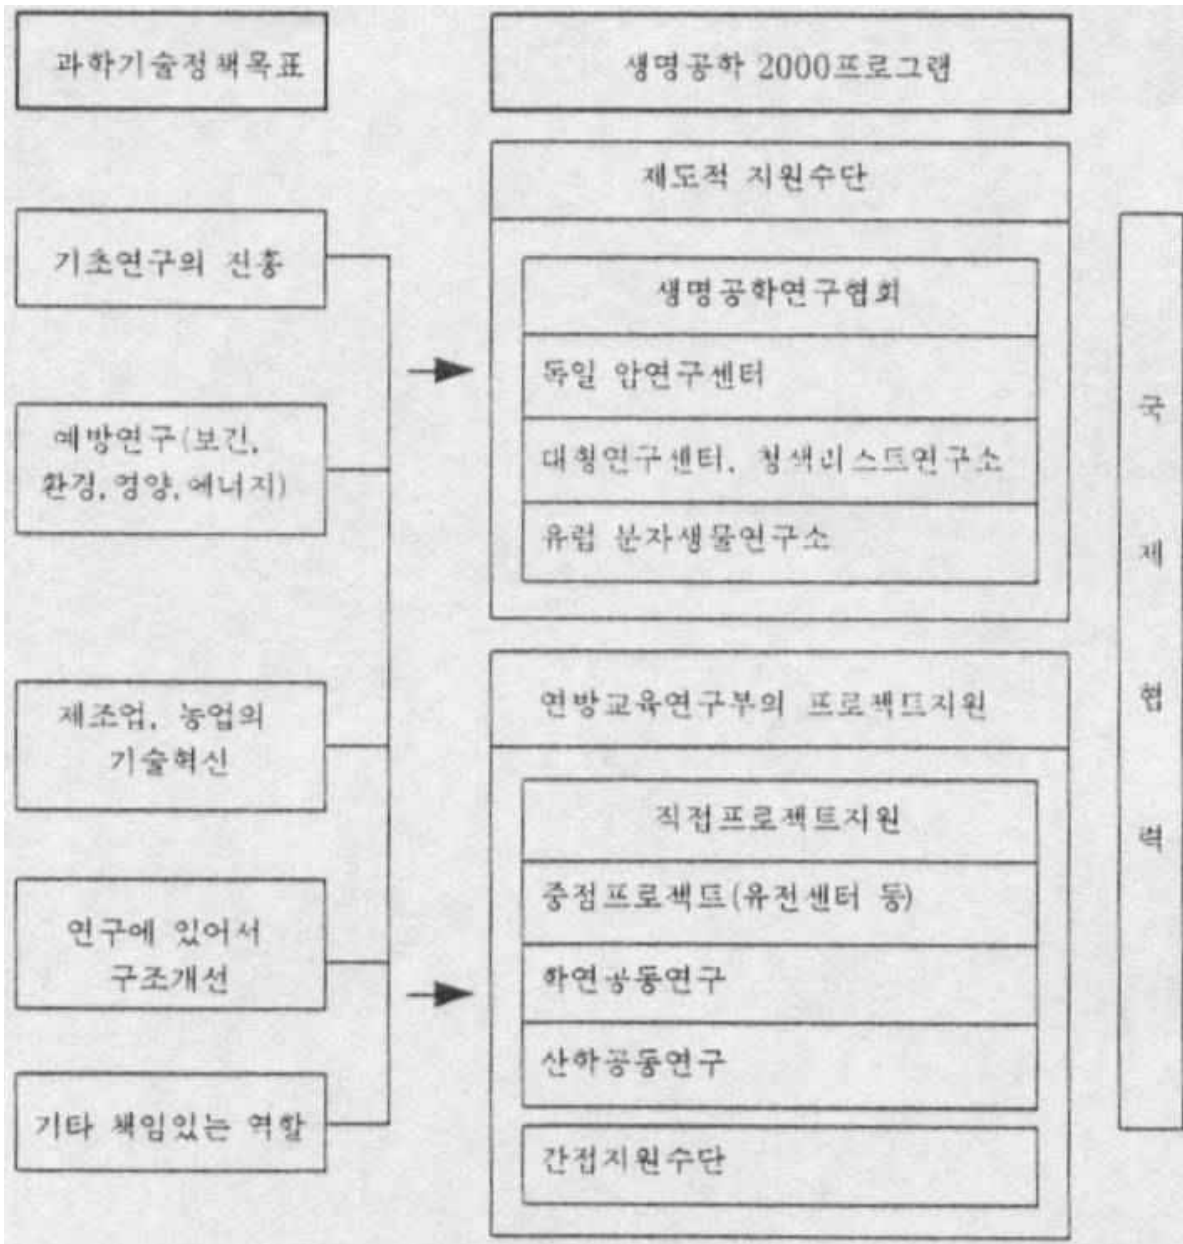 과학기술정책목표
생명공학 2000프로그램
제도적 지원수단
기초연구의 진흥
생명공학연구협회
독일 암연구센터
예방연구(보건,
환경, 영양, 에너지)
대형연구센터, 청색리스트연구소
유럽 분자생물연구소
국
제
협
력
제조업, 농업의
기술혁신
연방교육연구부의 프로젝트지원
직접프로젝트지원
중점프로젝트(유전센터 등)
연구에 있어서
구조개선
학연공동연구
산학공동연구
기타 책임있는 역할
간접지원수단